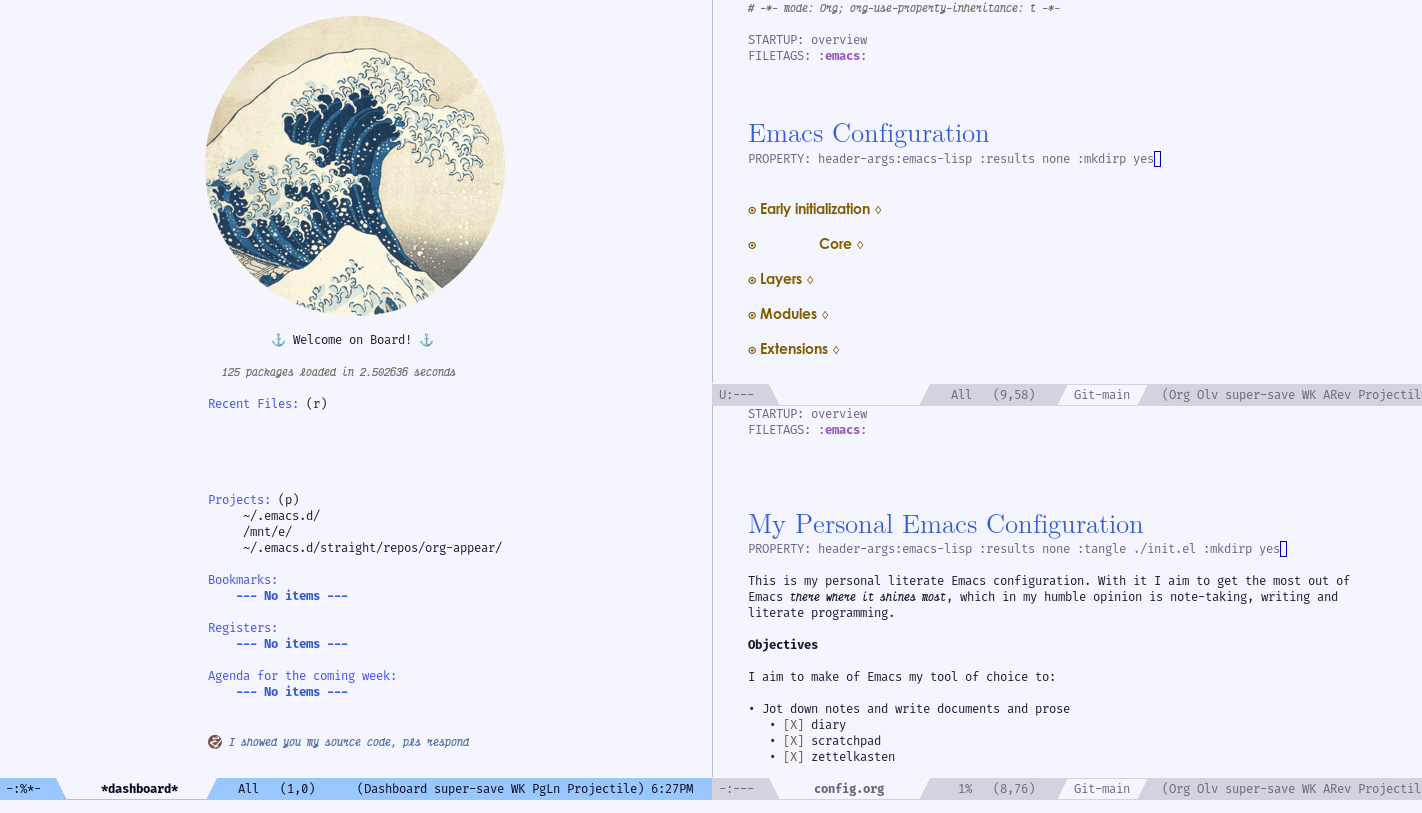 ⚓ Welcome on Board! ⚓
125 packages loaded in 2.502636 seconds
Recent Files: (r)
Projects: (p)
~/.emacs.d/
/mnt/e/
~/.emacs.d/straight/repos/org-appear/
Bookmarks:
--- No items ---
Registers:
--- No items ---
Agenda for the coming week:
--- No items ---
I showed you my source code, pls respond
-:%*- *dashboard* All (1,0) (Dashboard super-save WK PgLn Projectile) 6:27PM
# -*- mode: Org; org-use-property-inheritance: t -*-
STARTUP: overview
FILETAGS: :emacs:
Emacs Configuration
PROPERTY: header-args:emacs-lisp :results none :mkdirp yes
⊙ Early initialization ◊
⊙ Core ◊
⊙ Layers ◊
⊙ Modules ◊
⊙ Extensions ◊
U:--- All (9,58) Git-main (Org Olv super-save WK ARev Projectil
STARTUP: overview
FILETAGS: :emacs:
My Personal Emacs Configuration
PROPERTY: header-args:emacs-lisp :results none :tangle ./init.el :mkdirp yes
This is my personal literate Emacs configuration. With it I aim to get the most out of
Emacs there where it shines most, which in my humble opinion is note-taking, writing and
literate programming.
Objectives
I aim to make of Emacs my tool of choice to:
• Jot down notes and write documents and prose
• [X] diary
• [X] scratchpad
• [X] zettelkasten
-:--- config.org 1% (8,76) Git-main (Org Olv super-save WK ARev Projectil